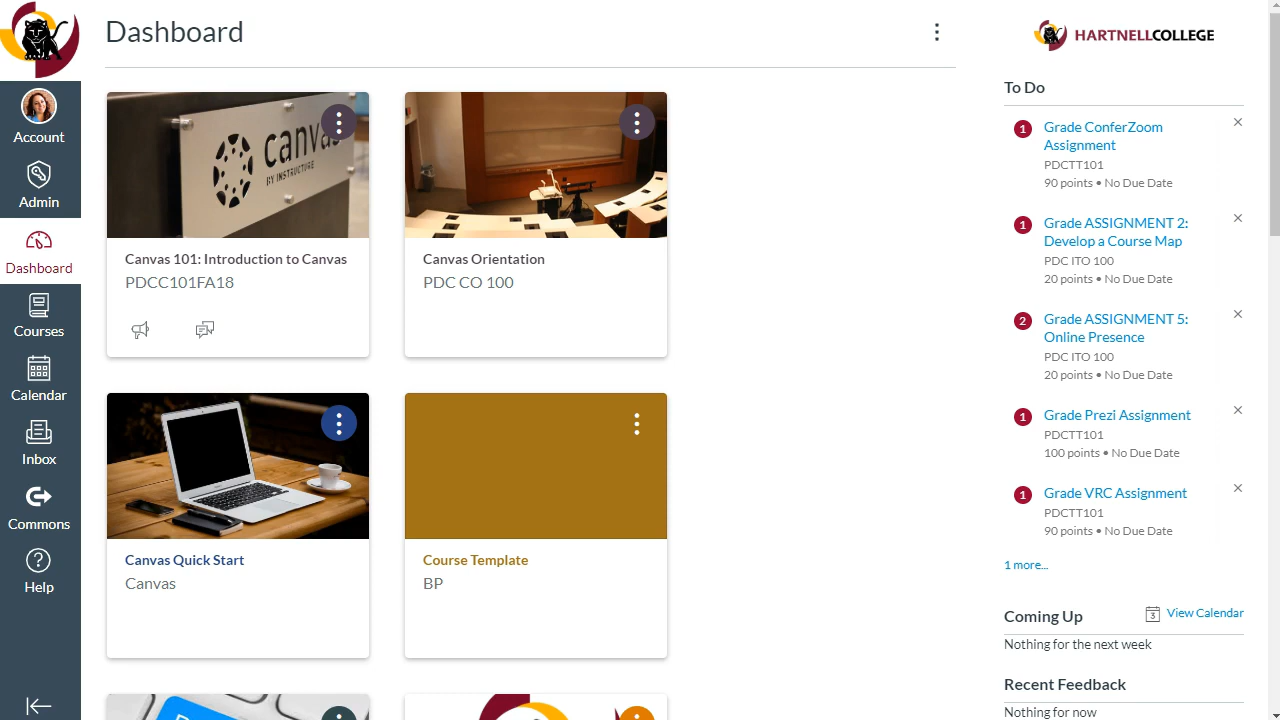 Account
Admin
Dashboard
Courses
Calendar
Inbox
Commons
Help
Dashboard
canvas
BY INSTRUCTURE
Canvas 101: Introduction to Canvas
PDCC101FA18
Canvas Orientation
PDC CO 100
Canvas Quick Start
Canvas
Course Template
BP
HARTNELLCOLLEGE
To Do
1
Grade ConferZoom
Assignment
PDCTT101
90 points • No Due Date
1
Grade ASSIGNMENT 2:
Develop a Course Map
PDC ITO 100
20 points • No Due Date
2
Grade ASSIGNMENT 5:
Online Presence
PDC ITO 100
20 points • No Due Date
1
Grade Prezi Assignment
PDCTT101
100 points • No Due Date
1
Grade VRC Assignment
PDCTT101
90 points • No Due Date
1 more...
Coming Up
3 View Calendar
Nothing for the next week
Recent Feedback
Nothing for now